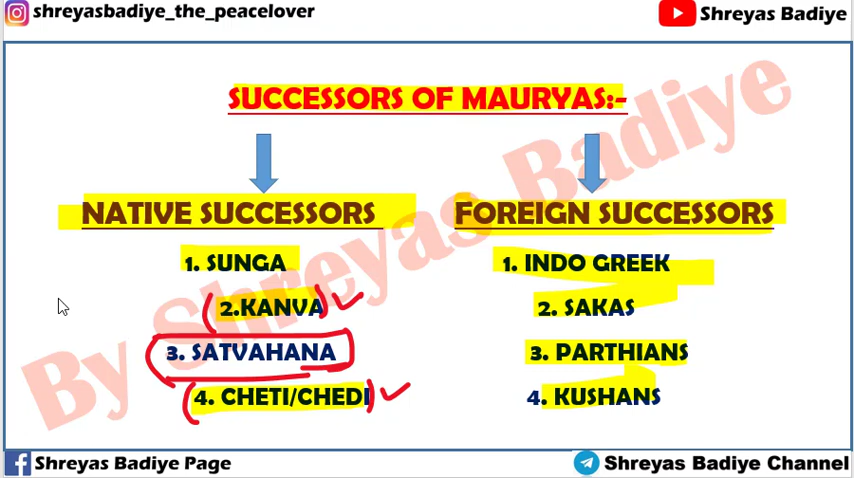 shreyasbadiye_the_peacelover
Shreyas Badiye
SUCCESSORS OF MAURYAS:-
NATIVE SUCCESSORS
1. SUNGA
2.KANVA
3. SATVAHANA
4. CHETI/CHEDI
FOREIGN SUCCESSORS
1. INDO GREEK
2. SAKAS
3. PARTHIANS
4. KUSHANS
By Shreyas Badiye
Shreyas Badiye Page
Shreyas Badiye Channel